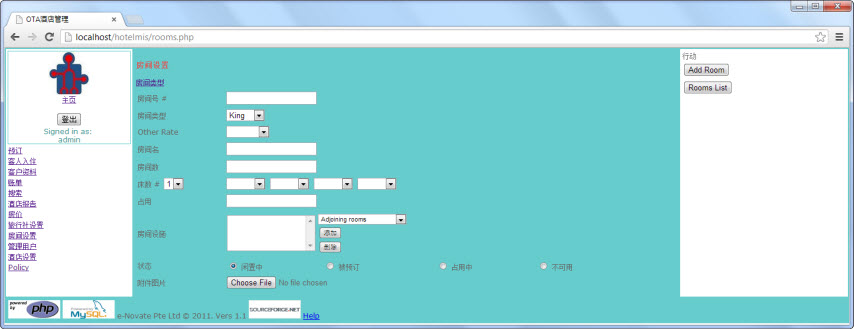 OTA酒店管理
localhost/hotelmis/rooms.php
主页
登出
Signed in as:
admin
预订
客人入住
客户资料
账单
搜索
酒店报告
房价
旅行社设置
房间设置
管理用户
酒店设置
Policy
房间设置
房间类型
房间号 #
房间类型 King
Other Rate
房间名
房间数
床数 # 1
占用
房间设施 Adjoining rooms
添加
删除
状态 闲置中 被预订 占用中 不可用
附件图片 Choose File No file chosen
行动
Add Room
Rooms List
powered by php Powered by MySQL e-Novate Pte Ltd © 2011. Vers 1.1 SOURCEFORGE.NET Help